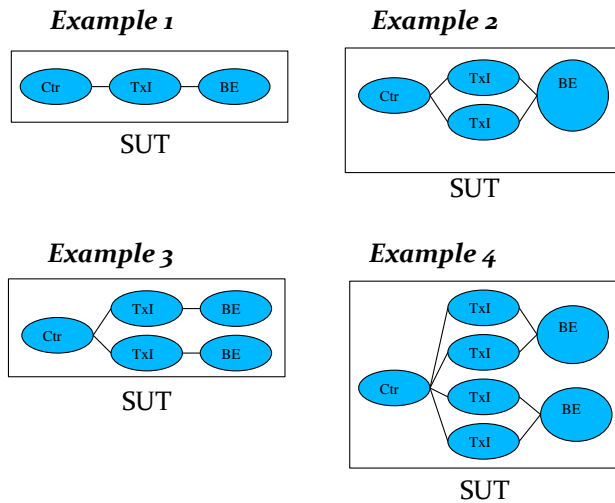 Example 1
Ctr TxI BE
SUT
Example 2
TxI
BE
Ctr
TxI
SUT
Example 3
TxI BE
Ctr
TxI BE
SUT
Example 4
TxI
BE
TxI
Ctr
TxI
BE
TxI
SUT